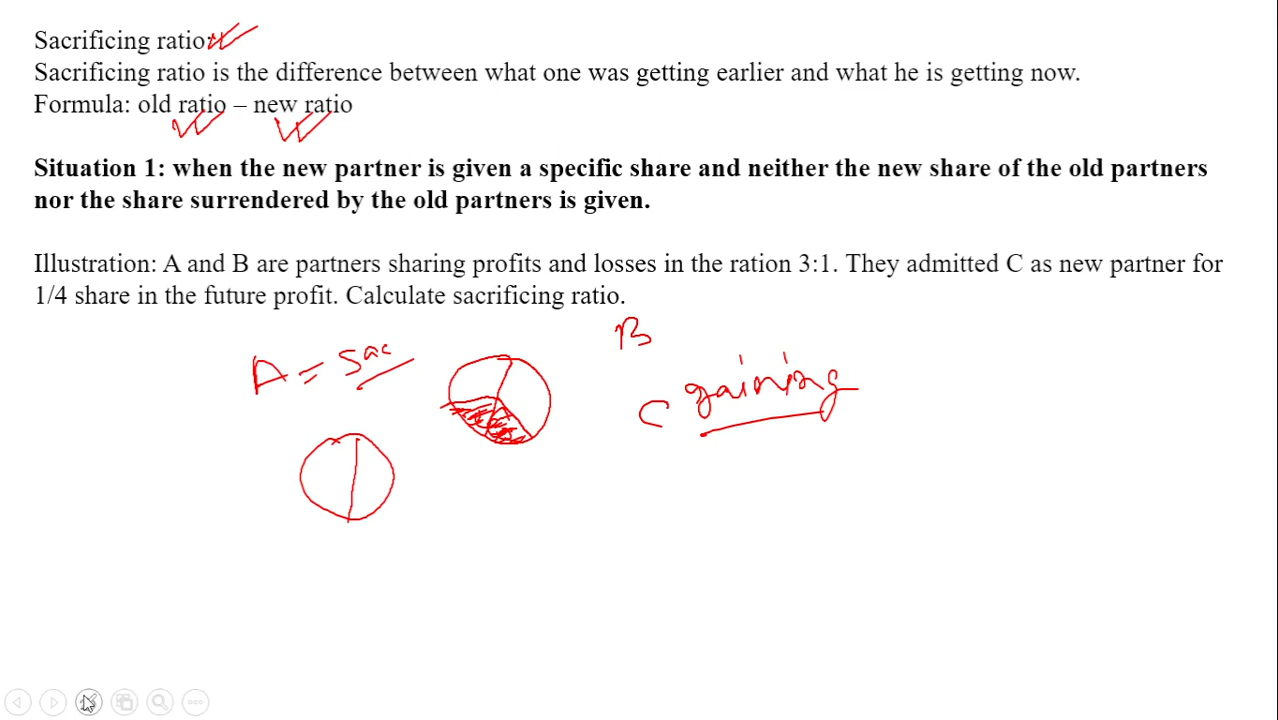 Sacrificing ratio:
Sacrificing ratio is the difference between what one was getting earlier and what he is getting now.
Formula: old ratio – new ratio
Situation 1: when the new partner is given a specific share and neither the new share of the old partners
nor the share surrendered by the old partners is given.
Illustration: A and B are partners sharing profits and losses in the ration 3:1. They admitted C as new partner for
1/4 share in the future profit. Calculate sacrificing ratio.
A = Sac
B
C gaining